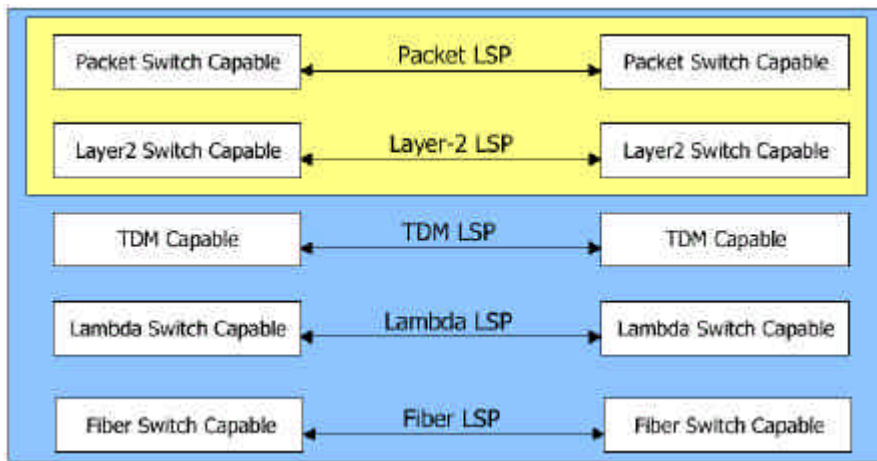 Packet Switch Capable Packet LSP Packet Switch Capable
Layer2 Switch Capable Layer-2 LSP Layer2 Switch Capable
TDM Capable TDM LSP TDM Capable
Lambda Switch Capable Lambda LSP Lambda Switch Capable
Fiber Switch Capable Fiber LSP Fiber Switch Capable